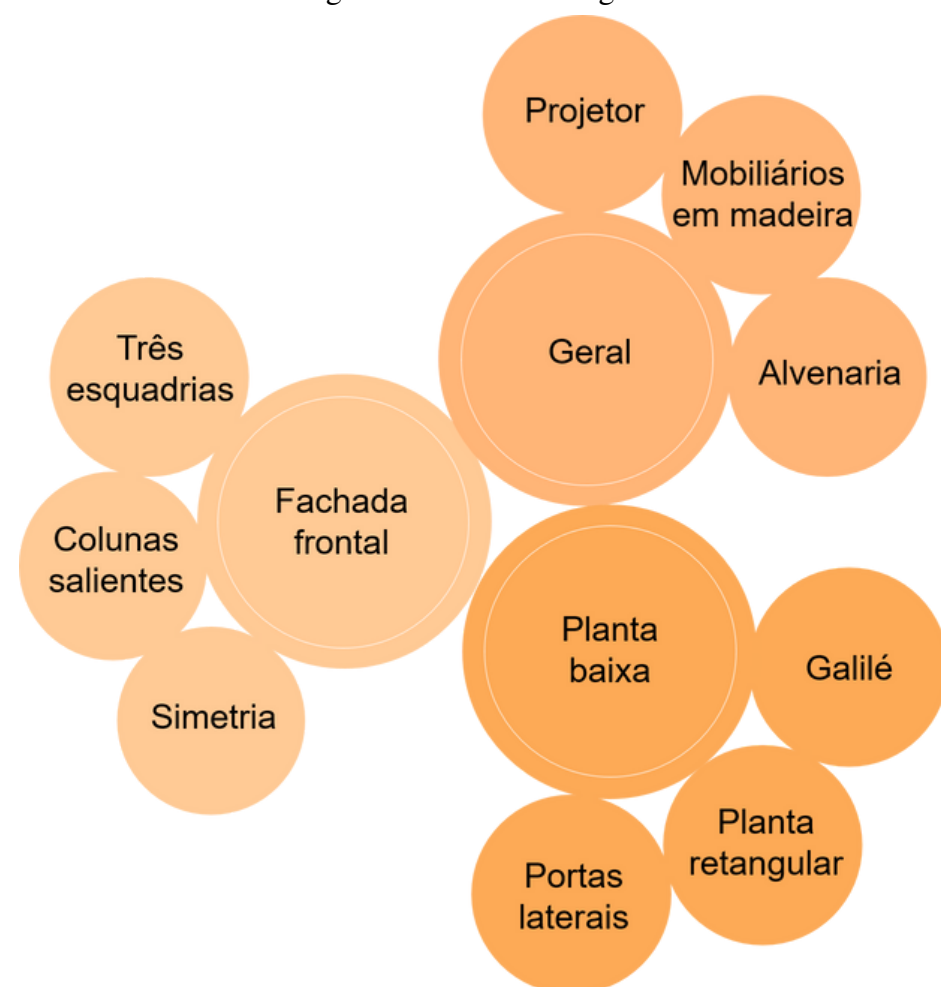 Projetor
Mobiliários
em madeira
Geral
Alvenaria
Três
esquadrias
Fachada
frontal
Colunas
salientes
Simetria
Planta
baixa
Galilé
Planta
retangular
Portas
laterais